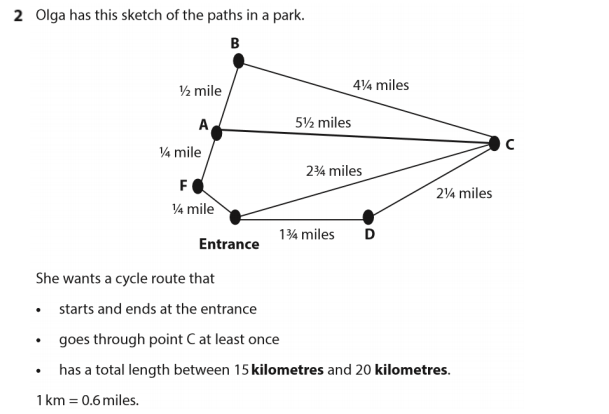 2 Olga has this sketch of the paths in a park.
B
½ mile
4¼ miles
A
5½ miles
C
¼ mile
2¾ miles
F
2¼ miles
¼ mile
1¾ miles
D
Entrance
She wants a cycle route that
• starts and ends at the entrance
• goes through point C at least once
• has a total length between 15 kilometres and 20 kilometres.
1 km = 0.6 miles.